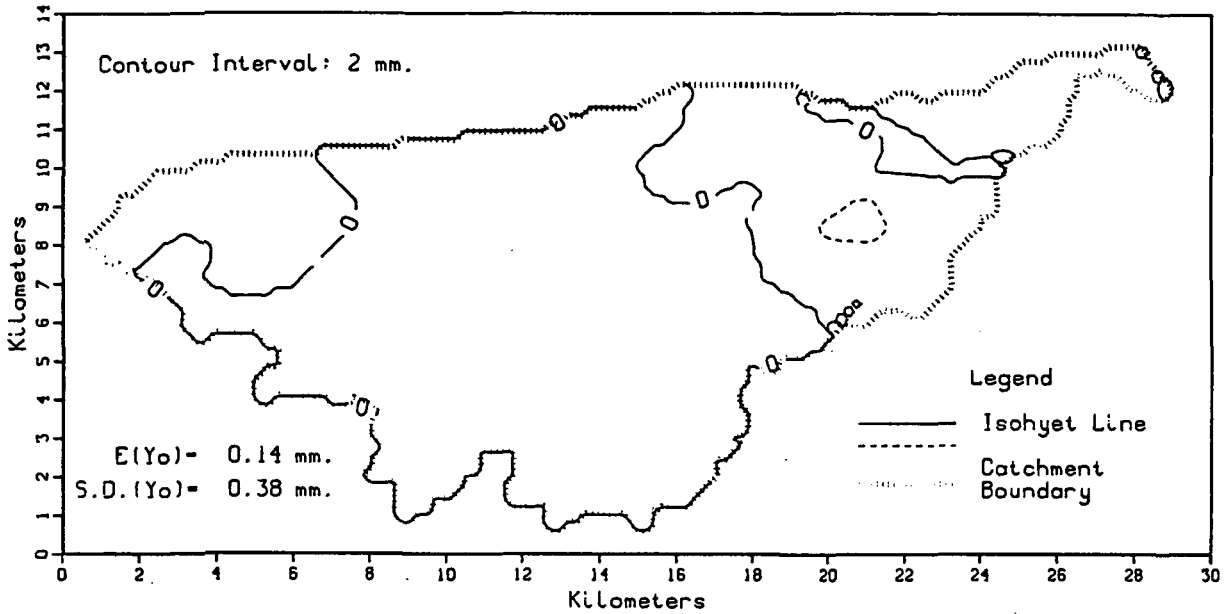 Contour Interval: 2 mm.
14
13
12
11
10
9
8
7
6
5
4
3
2
1
0
Kilometers
0
0
0
0
0
0
0
0
E(Yo)= 0.14 mm.
S.D.(Yo)= 0.38 mm.
Legend
Isohyet Line
Catchment
Boundary
0 2 4 6 8 10 12 14 16 18 20 22 24 26 28 30
Kilometers